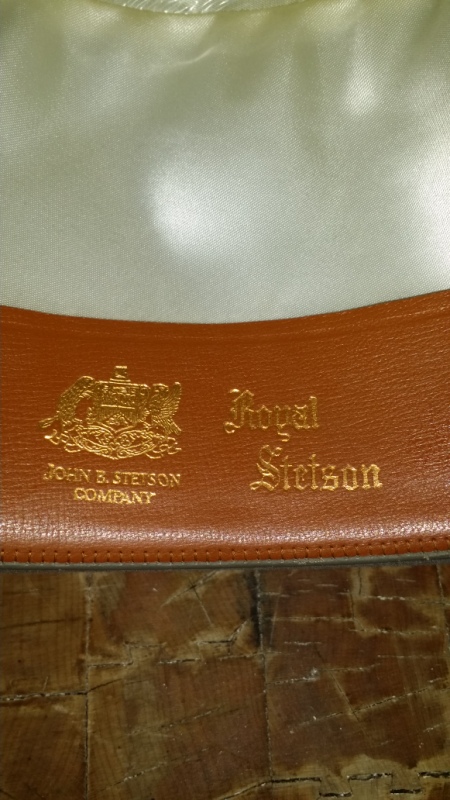 Royal
Stetson
JOHN B. STETSON
COMPANY